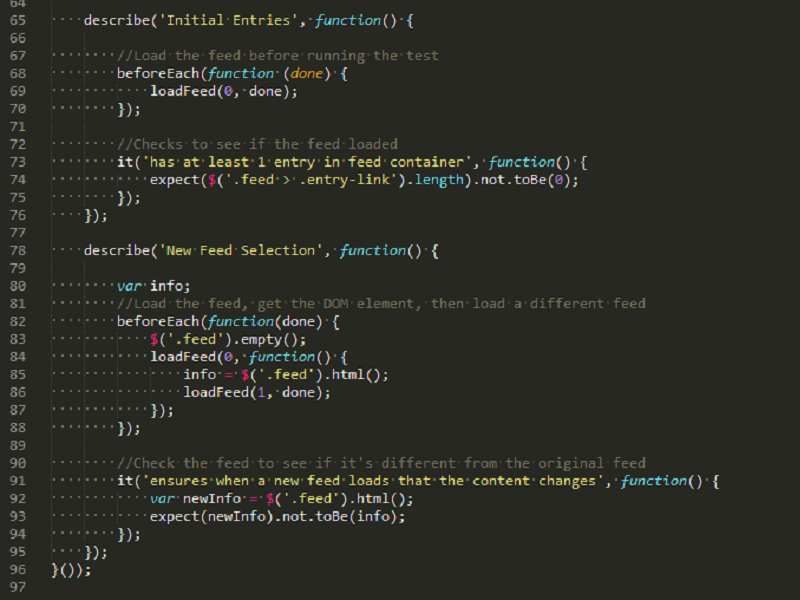 64
65 describe('Initial Entries', function() {
66
67 //Load the feed before running the test
68 beforeEach(function (done) {
69 loadFeed(0, done);
70 });
71
72 //Checks to see if the feed loaded
73 it('has at least 1 entry in feed container', function() {
74 expect($('.feed > .entry-link').length).not.toBe(0);
75 });
76 });
77
78 describe('New Feed Selection', function() {
79
80 var info;
81 //Load the feed, get the DOM element, then load a different feed
82 beforeEach(function(done) {
83 $('.feed').empty();
84 loadFeed(0, function() {
85 info = $('.feed').html();
86 loadFeed(1, done);
87 });
88 });
89
90 //Check the feed to see if it's different from the original feed
91 it('ensures when a new feed loads that the content changes', function() {
92 var newInfo = $('.feed').html();
93 expect(newInfo).not.toBe(info);
94 });
95 });
96 }());
97